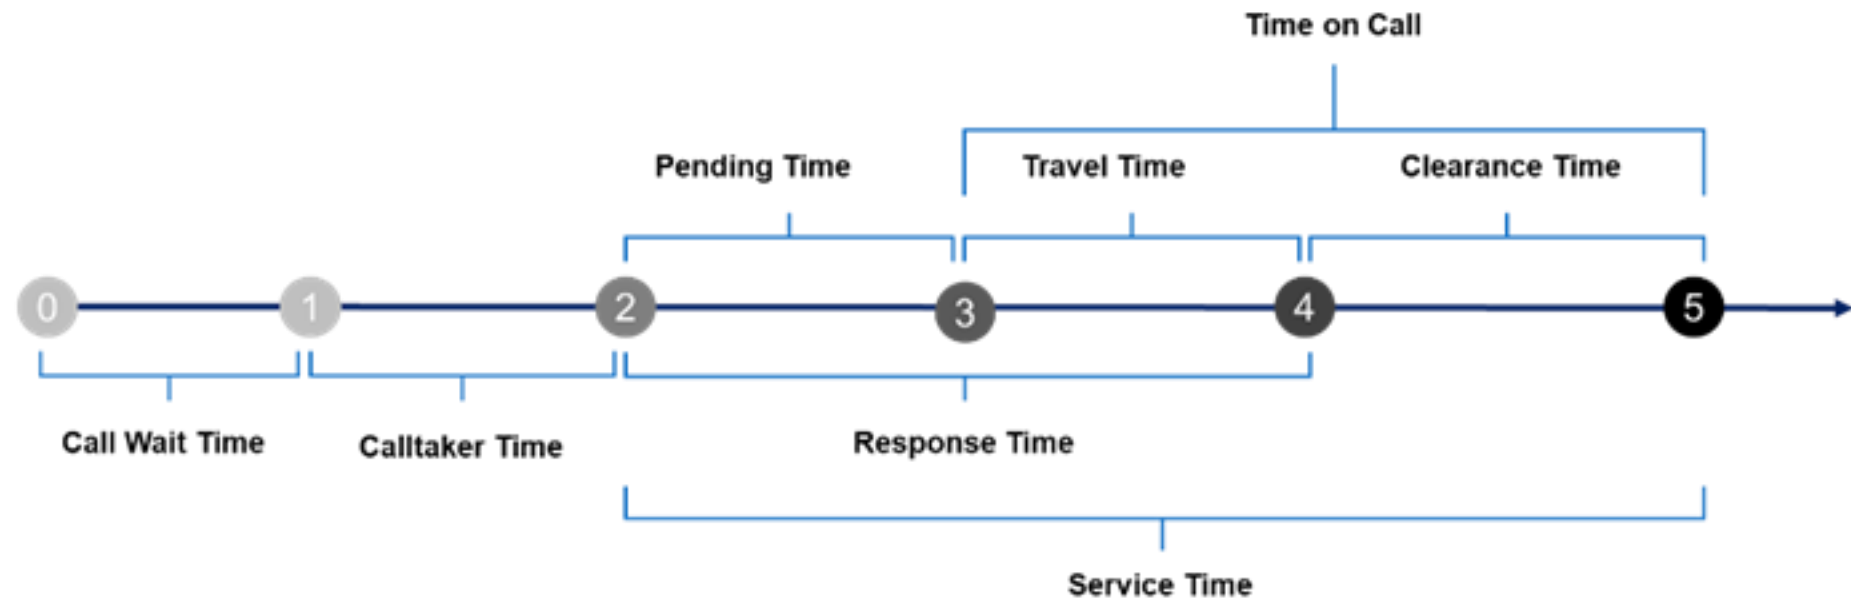 Time on Call
Pending Time
Travel Time
Clearance Time
0
1
2
3
4
5
Call Wait Time
Calltaker Time
Response Time
Service Time